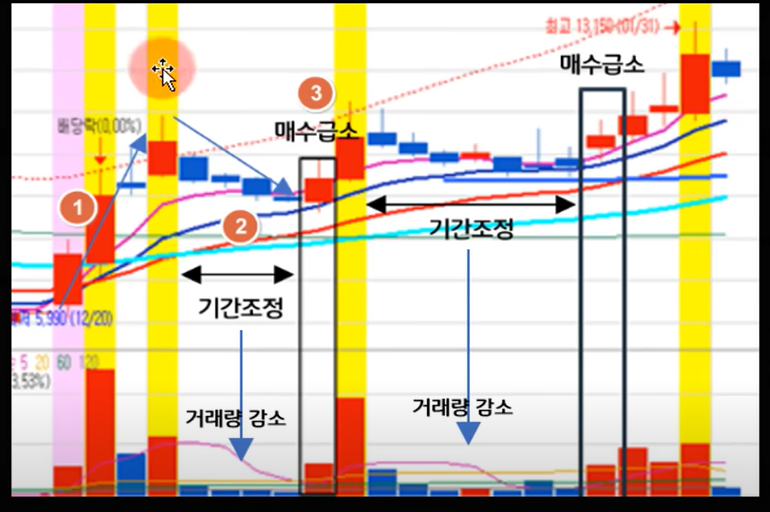 최고 13,150 (01/31)
매수급소
3
배당락(0.00%)
매수급소
1
2
기간조정
기간조정
5,990 (12/20)
5 20 60 120
3.53%)
거래량 감소
거래량 감소